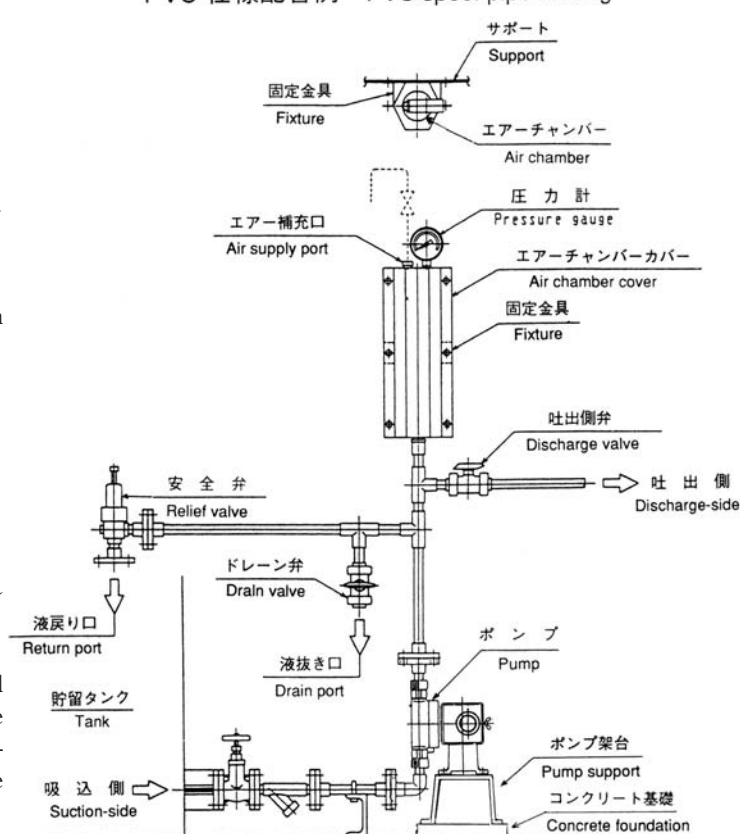 サポート
Support
固定金具
Fixture
エアーチャンバー
Air chamber
圧力計
Pressure gauge
エアー補充口
Air supply port
エアーチャンバーカバー
Air chamber cover
固定金具
Fixture
吐出側弁
Discharge valve
吐出側
Discharge-side
安全弁
Relief valve
ドレーン弁
Drain valve
液戻り口
Return port
液抜き口
Drain port
ポンプ
Pump
貯留タンク
Tank
ポンプ架台
Pump support
吸込側
Suction-side
コンクリート基礎
Concrete foundation